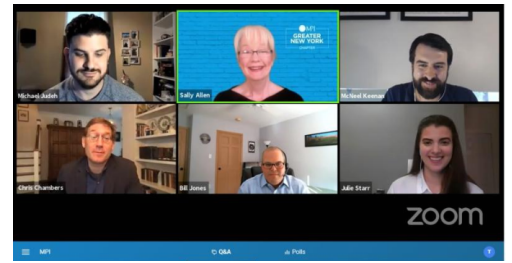 MPI
GREATER
NEW YORK
CHAPTER
Michael Judah
Sally Allen
McNeel Keenan
Chris Chambers
Bill Jones
Julie Starr
zoom
MPI
Q&A
Polls
T